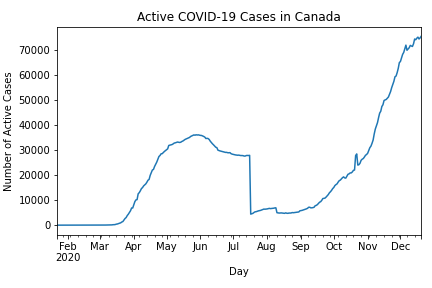 Active COVID-19 Cases in Canada
Number of Active Cases
70000
60000
50000
40000
30000
20000
10000
0
Feb Mar Apr May Jun Jul Aug Sep Oct Nov Dec
2020
Day